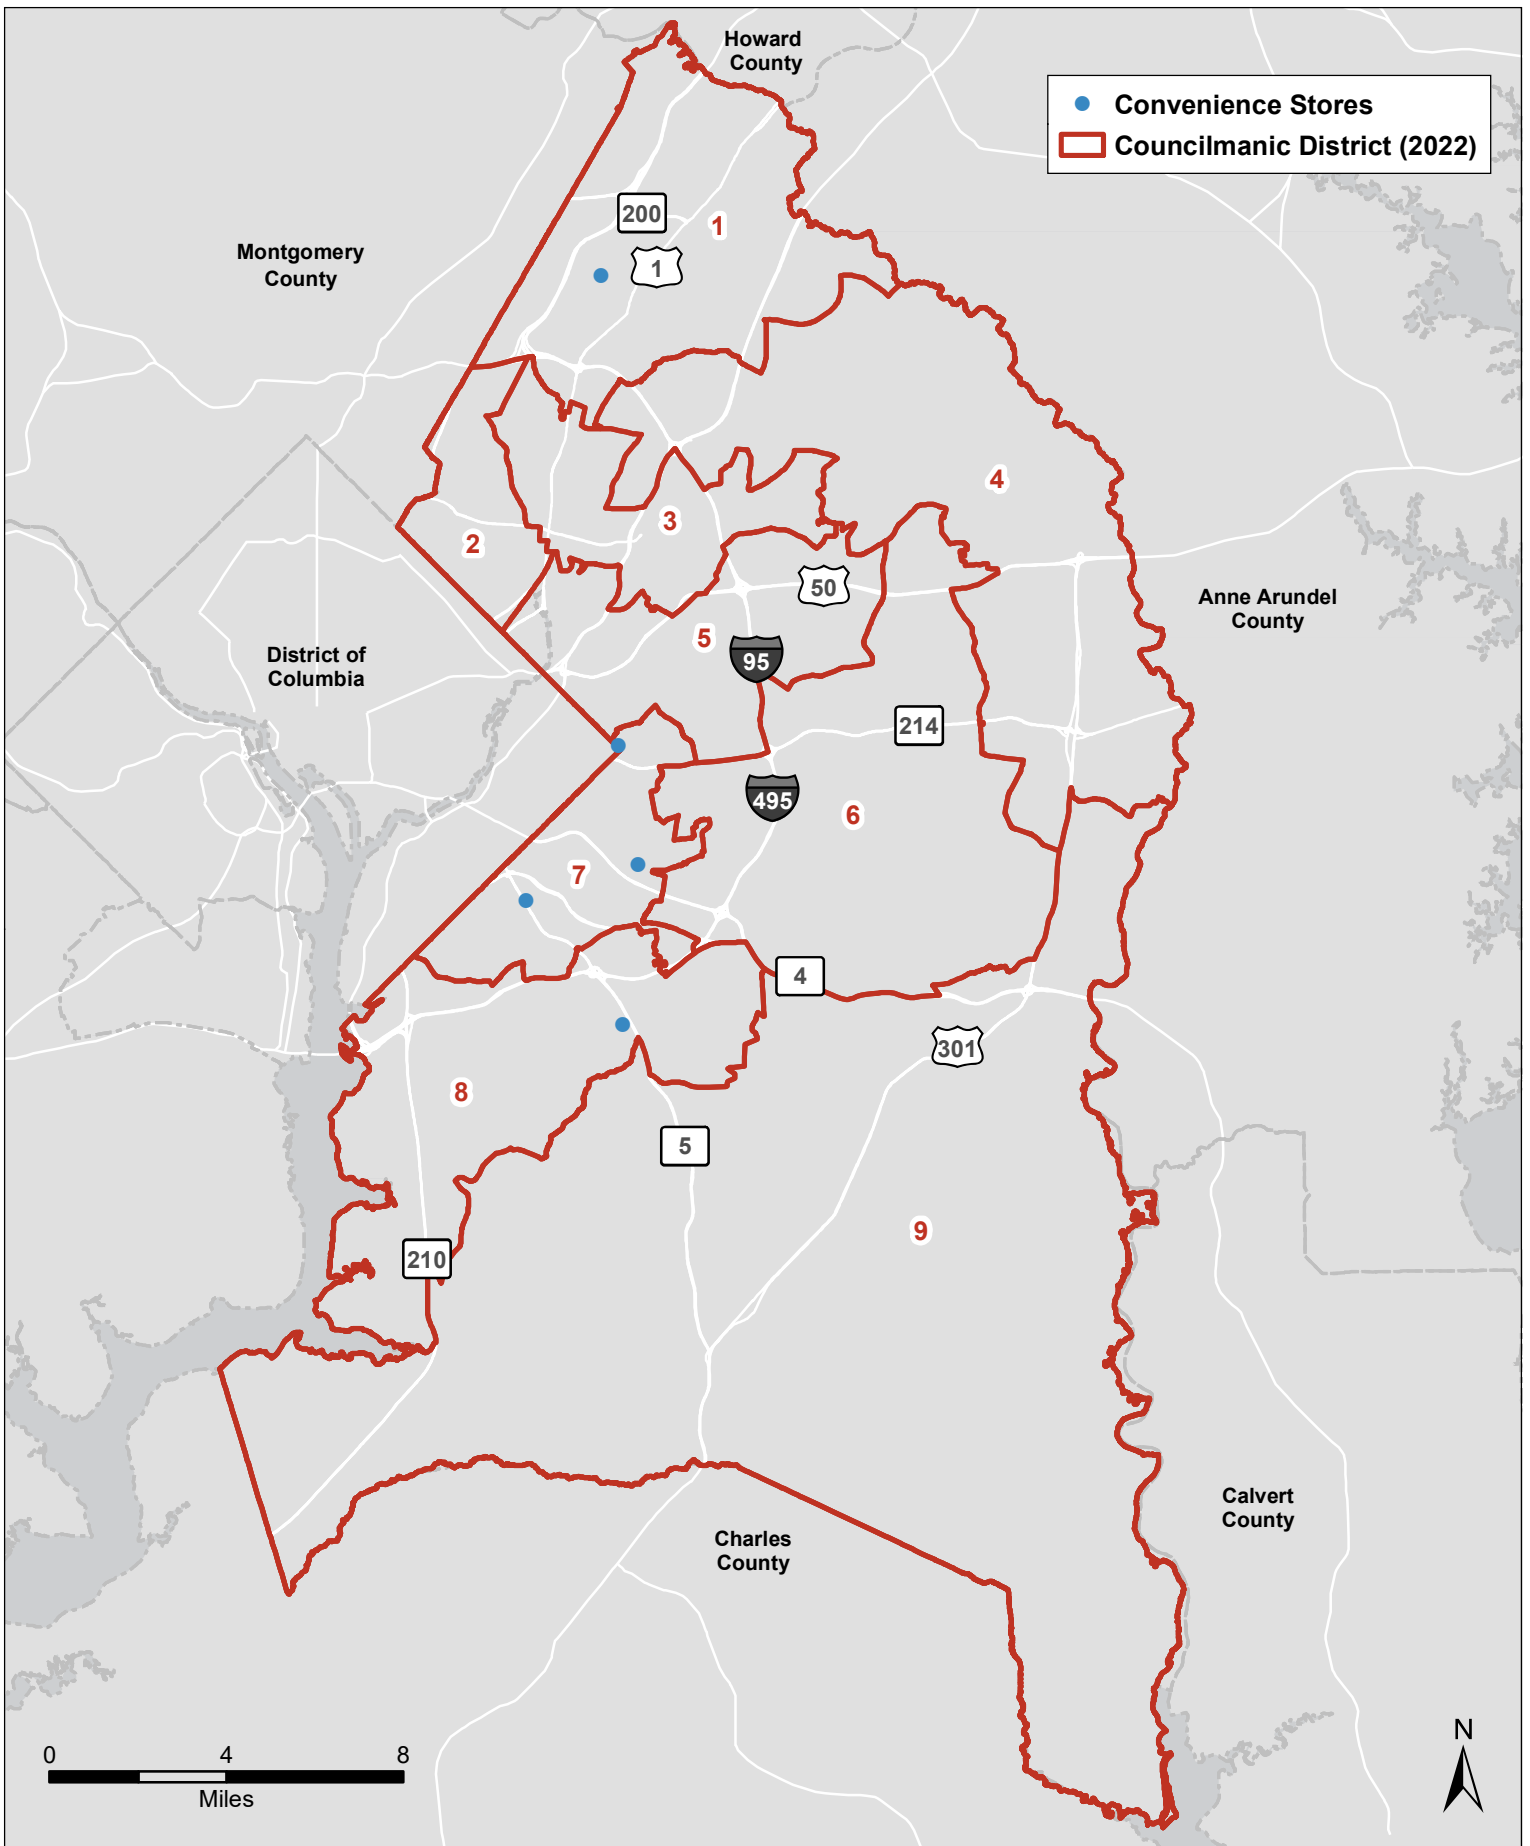 Howard
County
Convenience Stores
Councilmanic District (2022)
200
1
Montgomery
County
1
4
3
2
50
Anne Arundel
County
5
95
District of
Columbia
214
495
6
7
4
301
8
5
9
210
Calvert
County
Charles
County
N
0 4 8
Miles